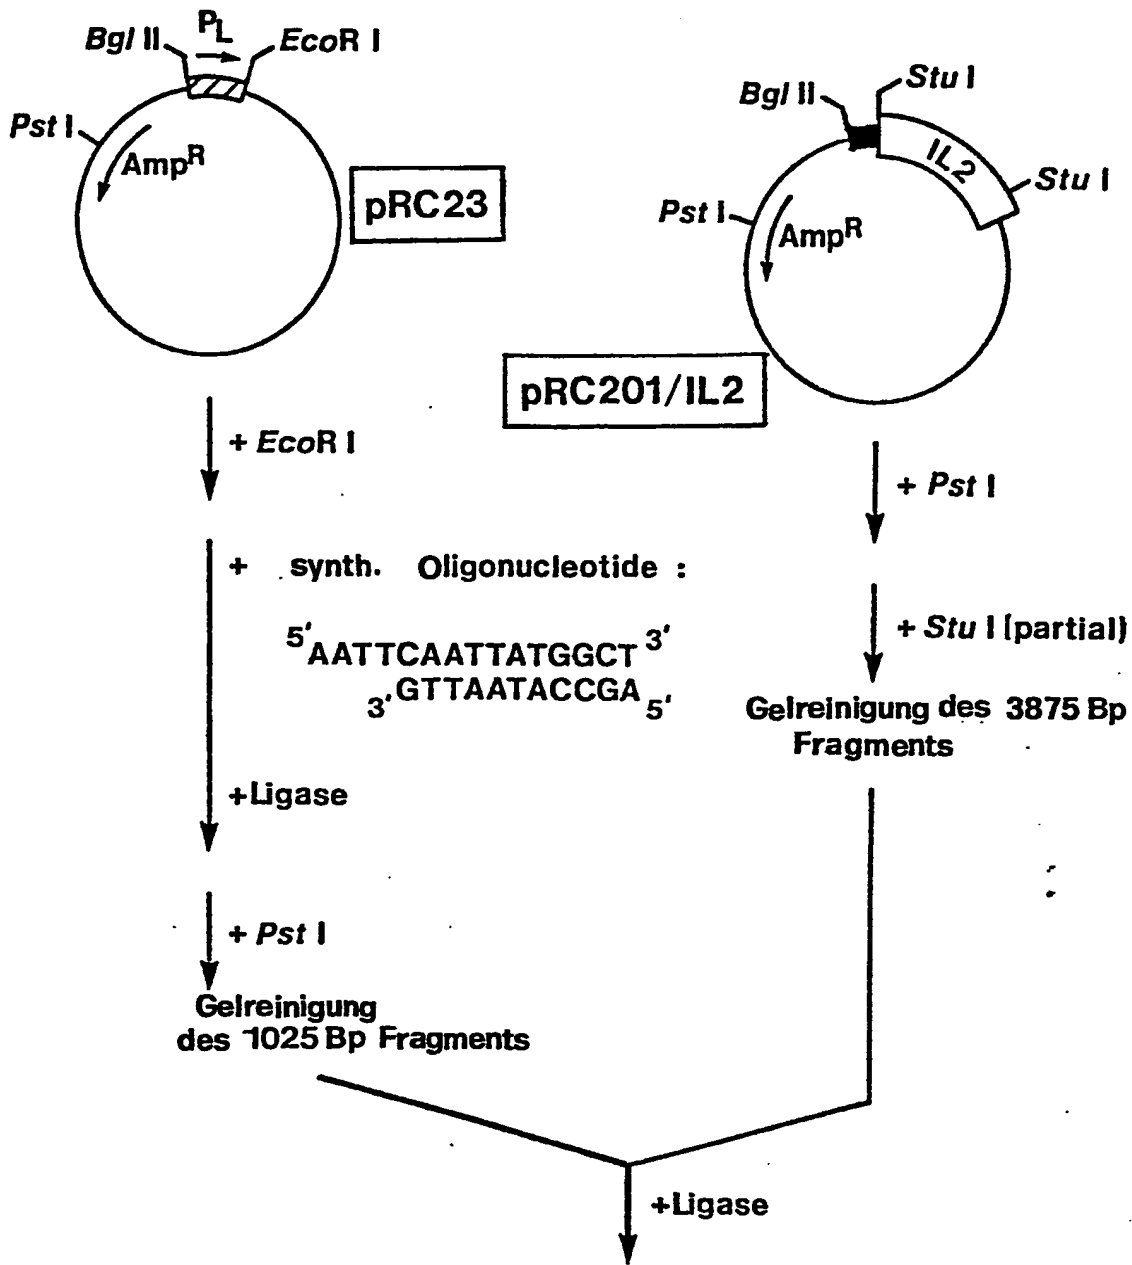 Bgl II
PL
EcoR I
Pst I
AmpR
pRC23
Bgl II
Stu I
IL2
Stu I
Pst I
AmpR
pRC201/IL2
+ EcoR I
+ synth. Oligonucleotide :
5' AATTCAATTATGGCT 3'
3' GTTAATACCGA 5'
+Ligase
+ Pst I
Gelreinigung
des 1025 Bp Fragments
+ Pst I
+ Stu I (partial)
Gelreinigung des 3875 Bp
Fragments
+Ligase